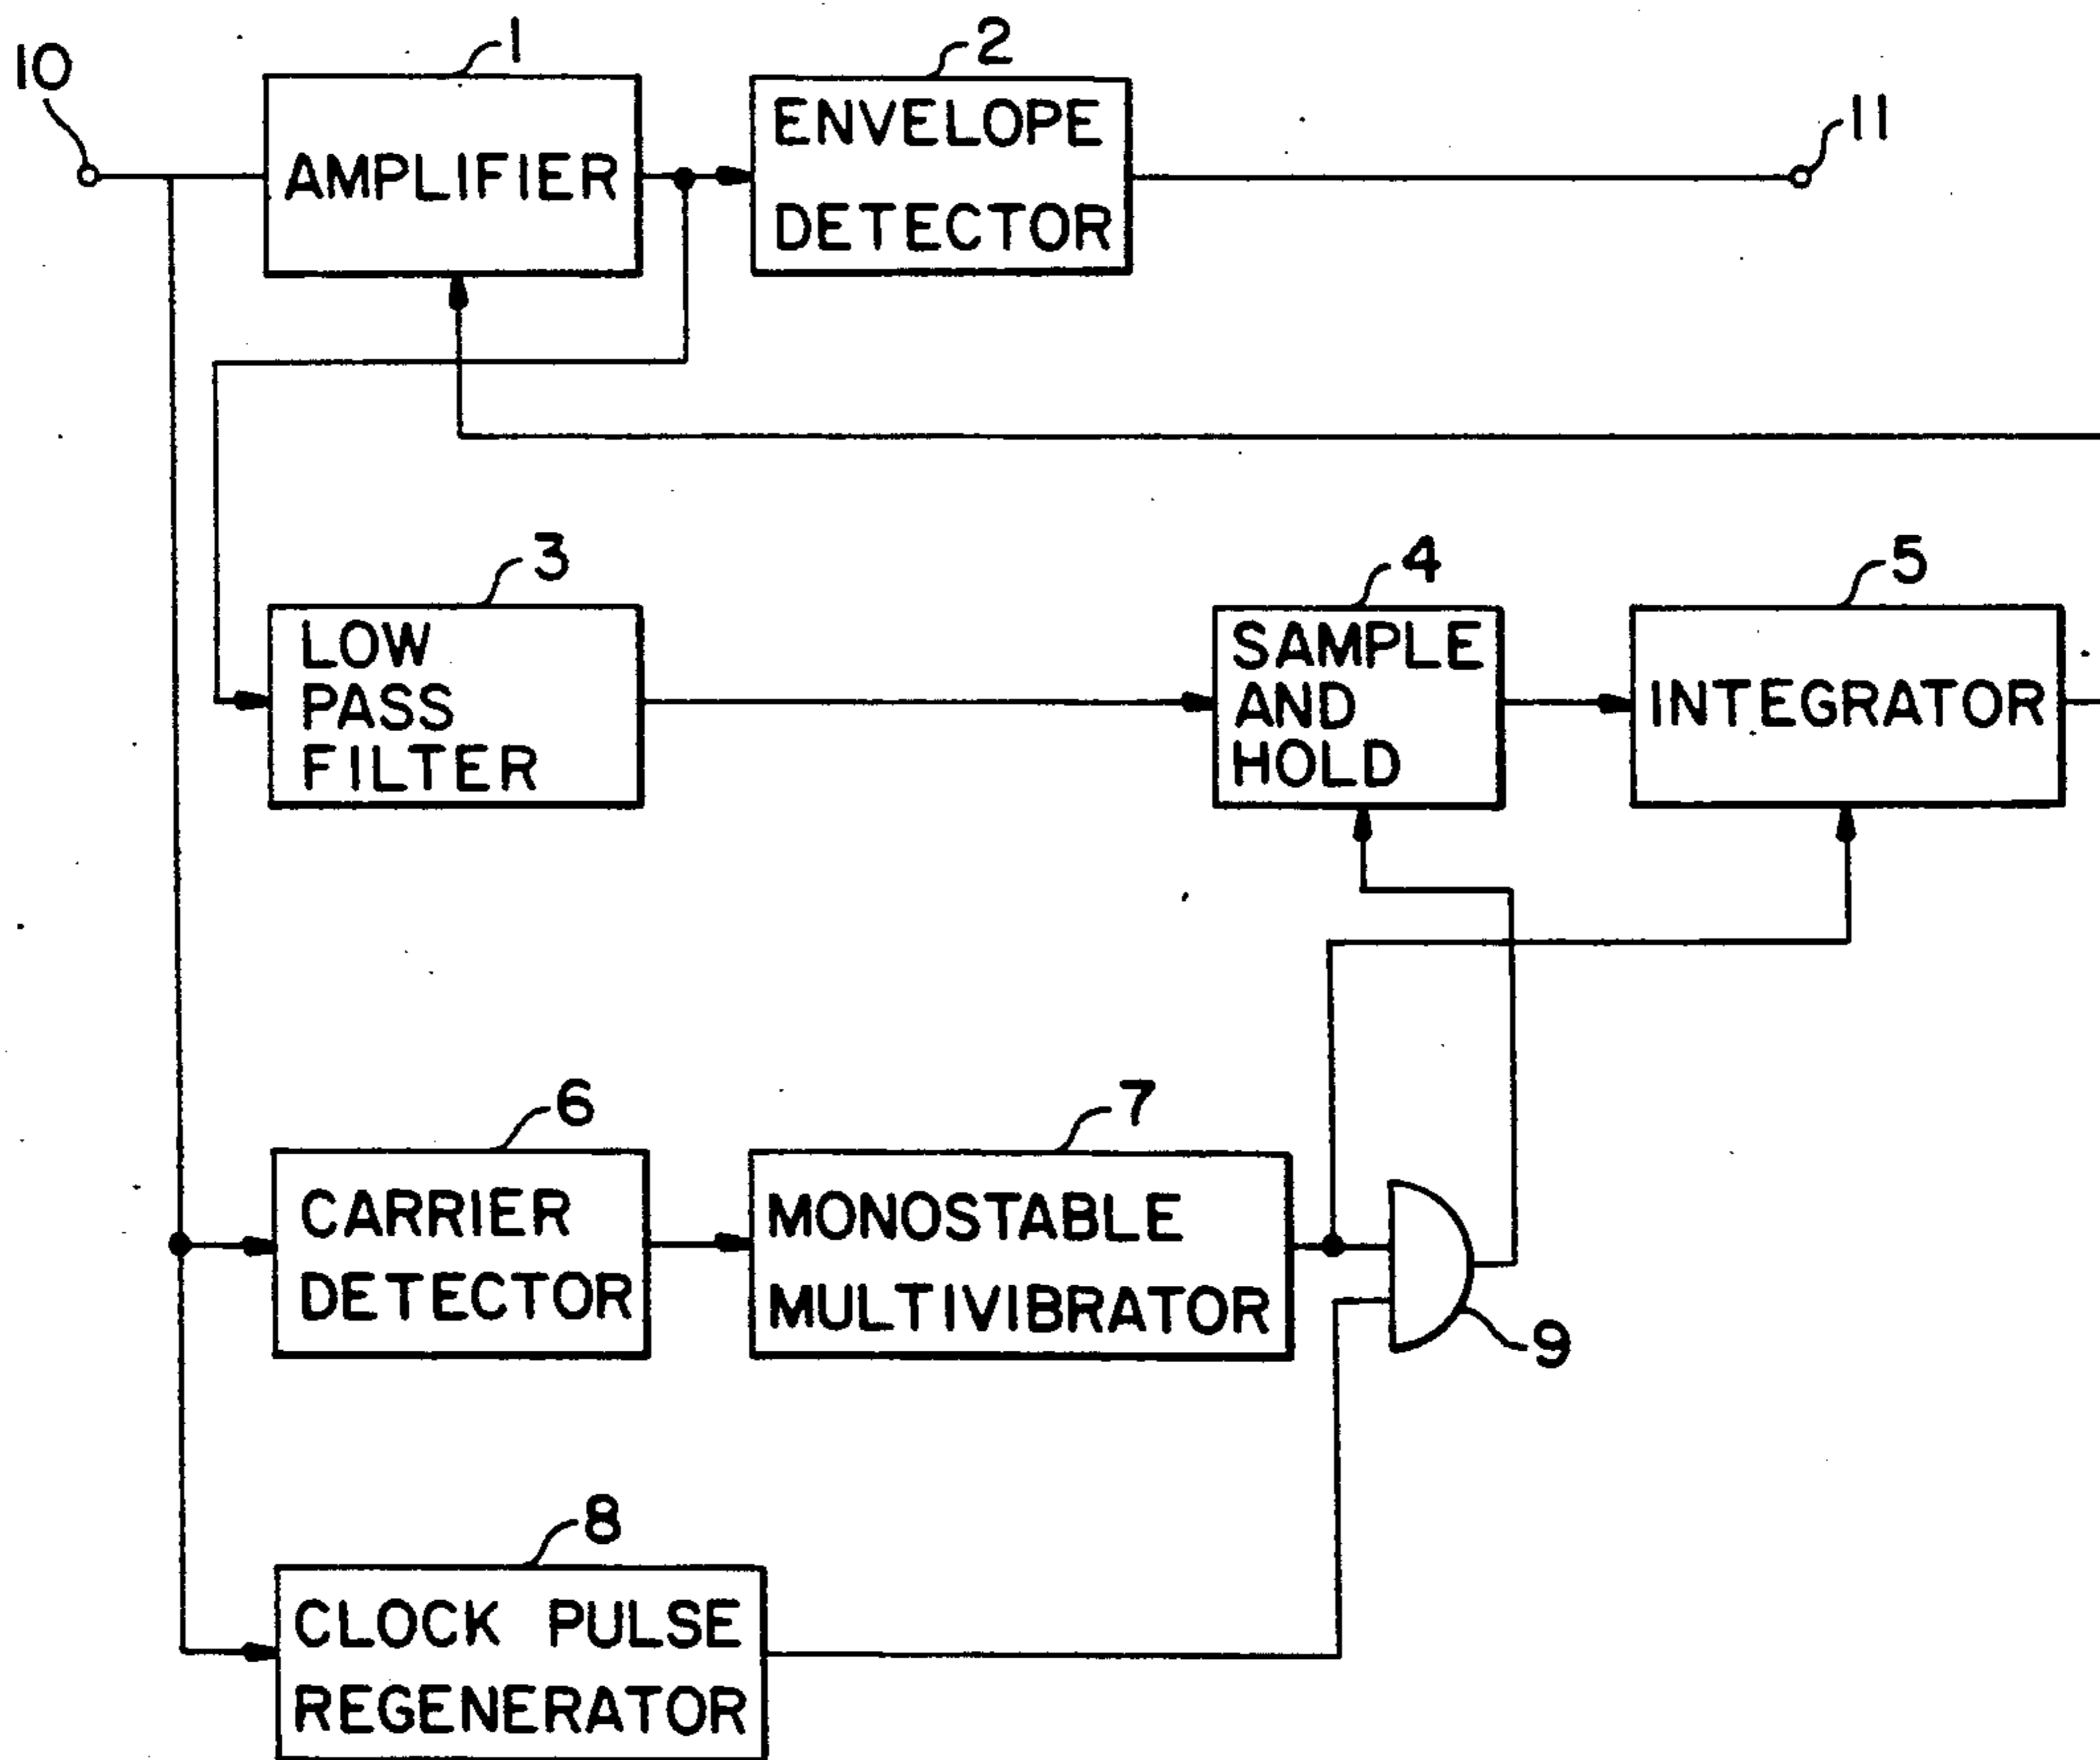 10
1
2
11
AMPLIFIER
ENVELOPE
DETECTOR
3
4
5
LOW
PASS
FILTER
SAMPLE
AND
HOLD
INTEGRATOR
6
7
CARRIER
DETECTOR
MONOSTABLE
MULTIVIBRATOR
9
8
CLOCK PULSE
REGENERATOR